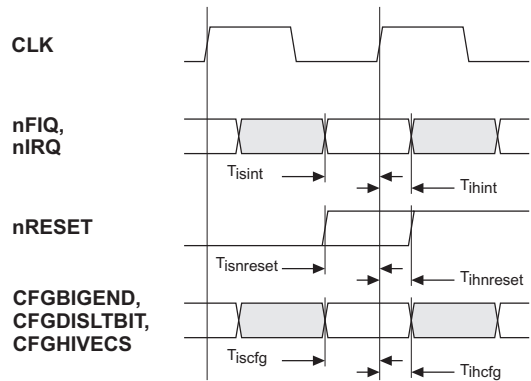 CLK
nFIQ,
nIRQ
Tisint
Tihint
nRESET
Tisnreset
Tihnreset
CFGBIGEND,
CFGDISLTBIT,
CFGHIVECS
Tiscfg
Tihcfg